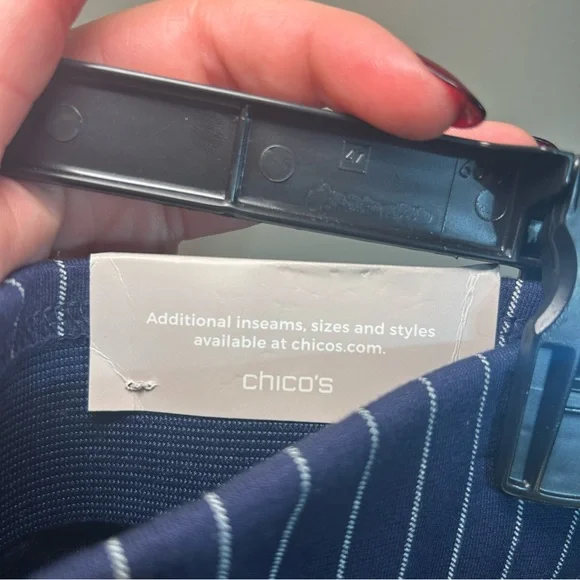 Additional inseams, sizes and styles
available at chicos.com.
chico's